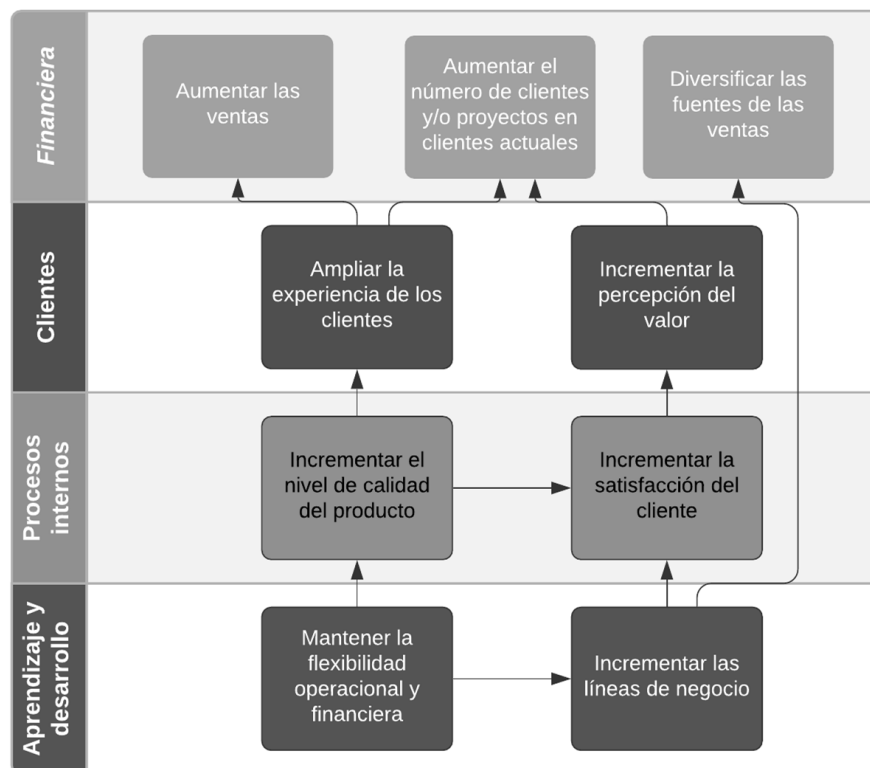 Financiera
Aumentar las
ventas
Aumentar el
número de clientes
y/o proyectos en
clientes actuales
Diversificar las
fuentes de las
ventas
Clientes
Ampliar la
experiencia de los
clientes
Incrementar la
percepción del
valor
Procesos
internos
Incrementar el
nivel de calidad
del producto
Incrementar la
satisfacción del
cliente
Aprendizaje y
desarrollo
Mantener la
flexibilidad
operacional y
financiera
Incrementar las
líneas de negocio